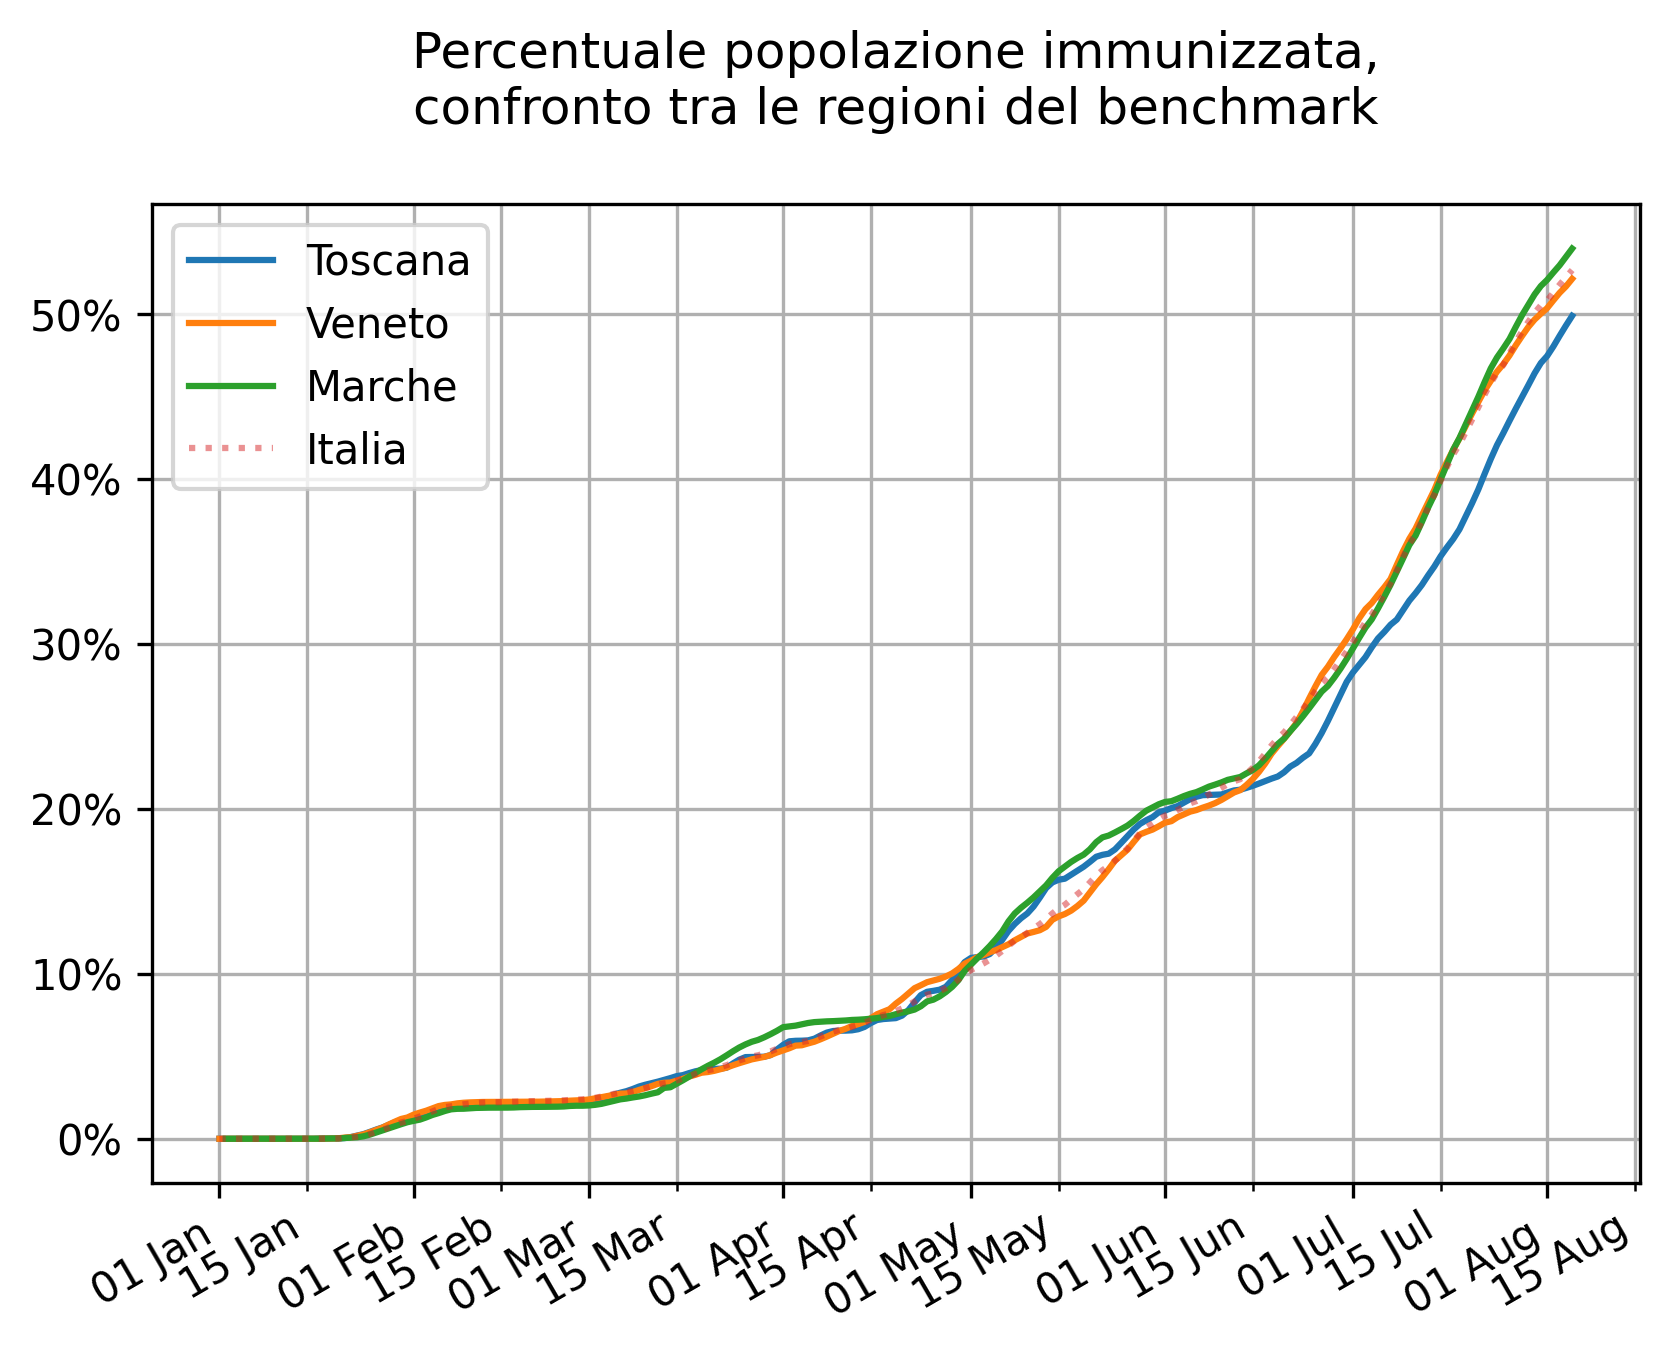 Percentuale popolazione immunizzata,
confronto tra le regioni del benchmark
Toscana
Veneto
Marche
Italia
50%
40%
30%
20%
10%
0%
01 Jan
15 Jan
01 Feb
15 Feb
01 Mar
15 Mar
01 Apr
15 Apr
01 May
15 May
01 Jun
15 Jun
01 Jul
15 Jul
01 Aug
15 Aug